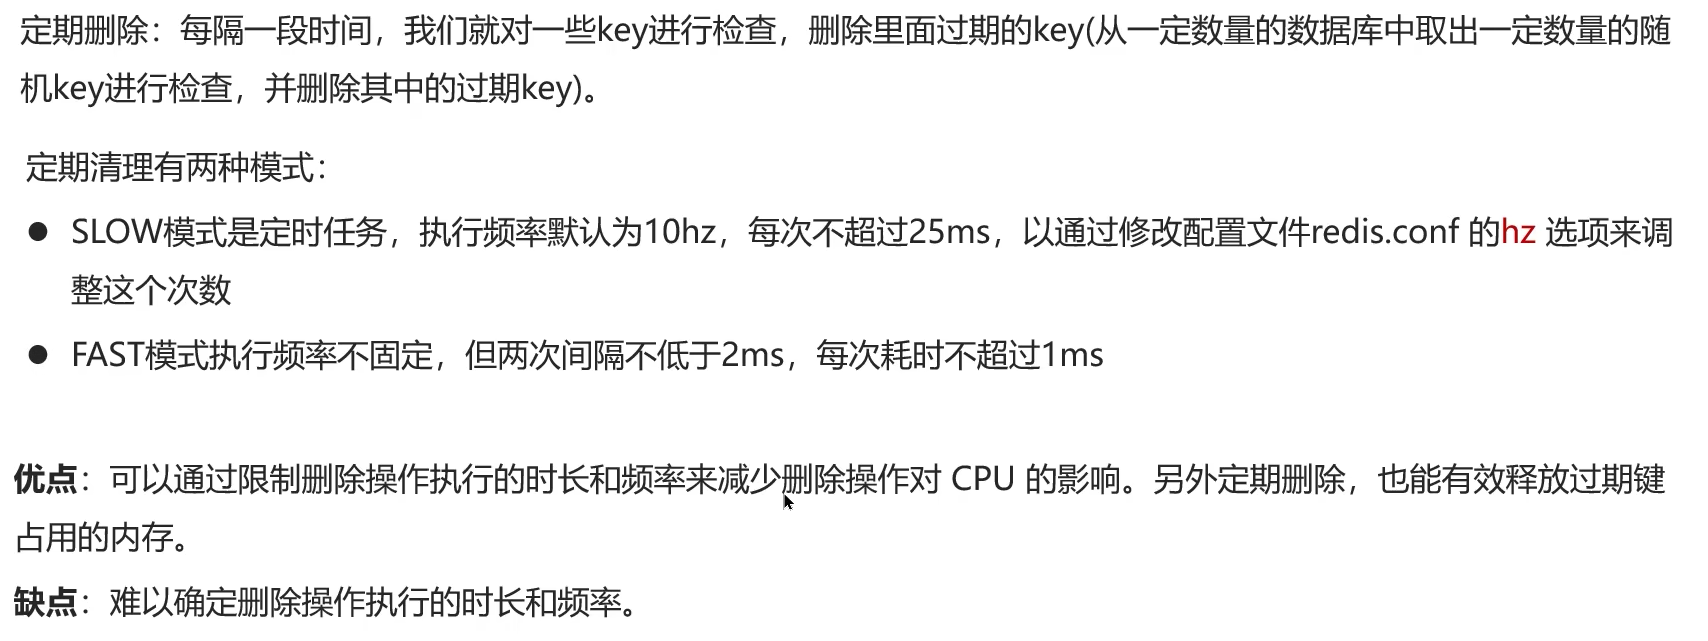 定期删除：每隔一段时间，我们就对一些key进行检查，删除里面过期的key(从一定数量的数据库中取出一定数量的随
机key进行检查，并删除其中的过期key)。
定期清理有两种模式：
● SLOW模式是定时任务，执行频率默认为10hz，每次不超过25ms，以通过修改配置文件redis.conf 的hz 选项来调
整这个次数
● FAST模式执行频率不固定，但两次间隔不低于2ms，每次耗时不超过1ms
优点：可以通过限制删除操作执行的时长和频率来减少删除操作对 CPU 的影响。另外定期删除，也能有效释放过期键
占用的内存。
缺点：难以确定删除操作执行的时长和频率。